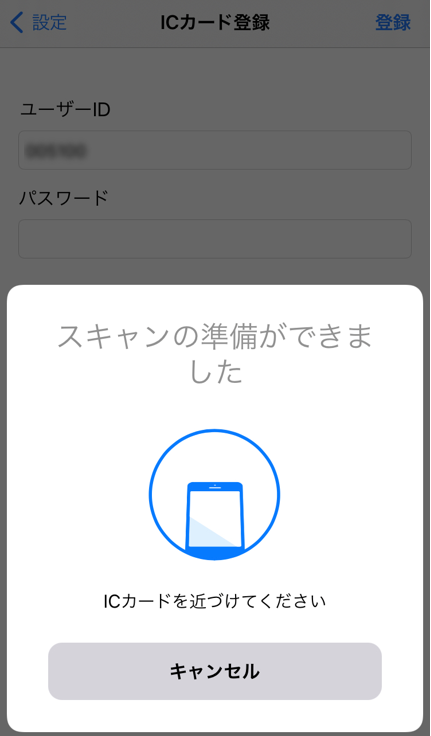 設定 ICカード登録 登録
ユーザーID
パスワード
スキャンの準備ができま
した
ICカードを近づけてください
キャンセル